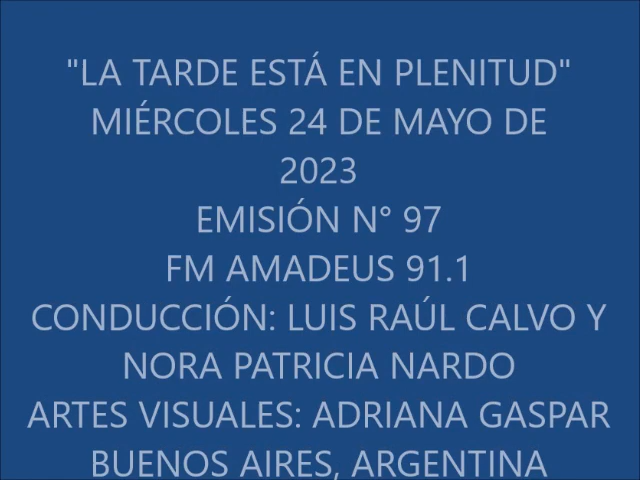 "LA TARDE ESTÁ EN PLENITUD"
MIÉRCOLES 24 DE MAYO DE
2023
EMISIÓN N° 97
FM AMADEUS 91.1
CONDUCCIÓN: LUIS RAÚL CALVO Y
NORA PATRICIA NARDO
ARTES VISUALES: ADRIANA GASPAR
BUENOS AIRES, ARGENTINA